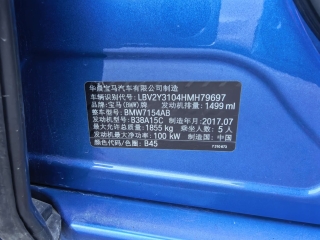 华晨宝马汽车有限公司制造
车辆识别代号: LBV2Y3104HMH79697
品牌: 宝马(BMW)牌 发动机排量: 1499 ml
整车型号: BMW7154AB
发动机型号: B38A15C 制造年月: 2017.07
最大允许总质量: 1855 kg 乘坐人数: 5 人
发动机最大净功率: 100 kW 中国制造
颜色代码/色号: B45